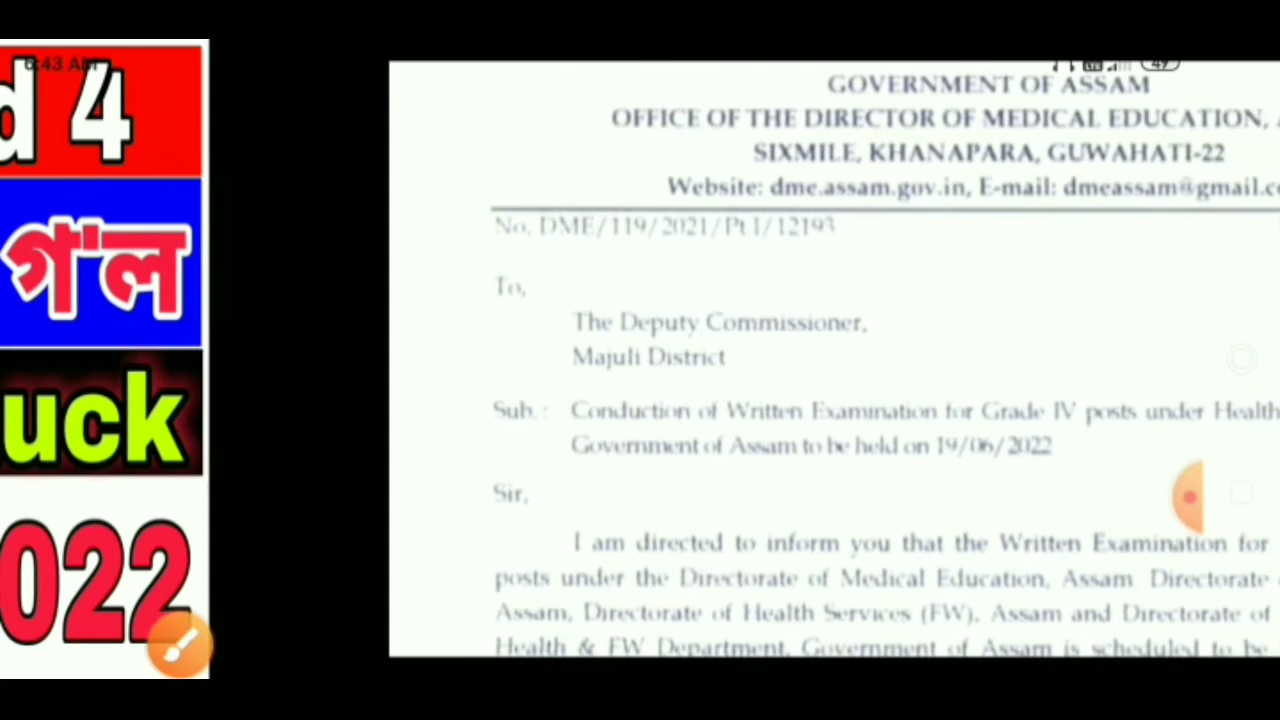 6:43 AM
d 4
গ'ল
uck
022
49
GOVERNMENT OF ASSAM
OFFICE OF THE DIRECTOR OF MEDICAL EDUCATION,
SIXMILE, KHANAPARA, GUWAHATI-22
Website: dme.assam.gov.in, E-mail: dmeassam@gmail.co
No. DME/119/2021/Pt I/12193
To,
The Deputy Commissioner,
Majuli District
Sub. : Conduction of Written Examination for Grade IV posts under Health
Government of Assam to be held on 19/06/2022
Sir,
I am directed to inform you that the Written Examination for
posts under the Directorate of Medical Education, Assam Directorate
Assam, Directorate of Health Services (FW), Assam and Directorate of
Health & FW Department, Government of Assam is scheduled to be